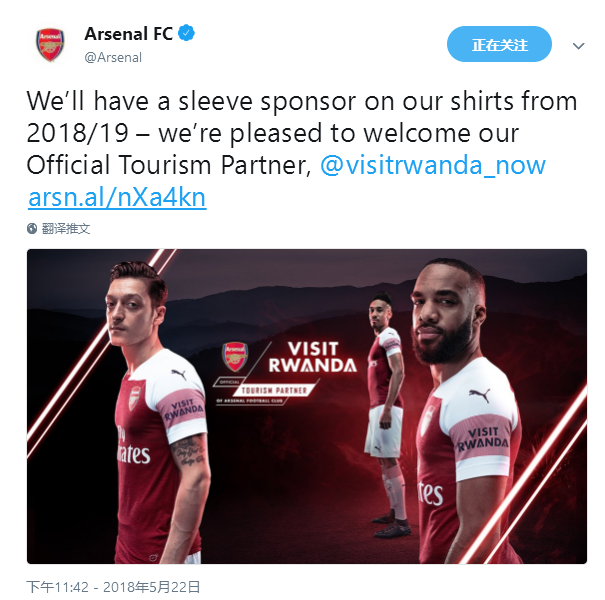 Arsenal FC
@Arsenal
正在关注
We’ll have a sleeve sponsor on our shirts from
2018/19 – we’re pleased to welcome our
Official Tourism Partner, @visitrwanda_now
arsn.al/nXa4kn
翻译推文
Arsenal
VISIT
RWANDA
OFFICIAL
TOURISM PARTNER
OF ARSENAL FOOTBALL CLUB
VISIT
RWANDA
Emirates
VISIT
RWANDA
下午11:42 - 2018年5月22日